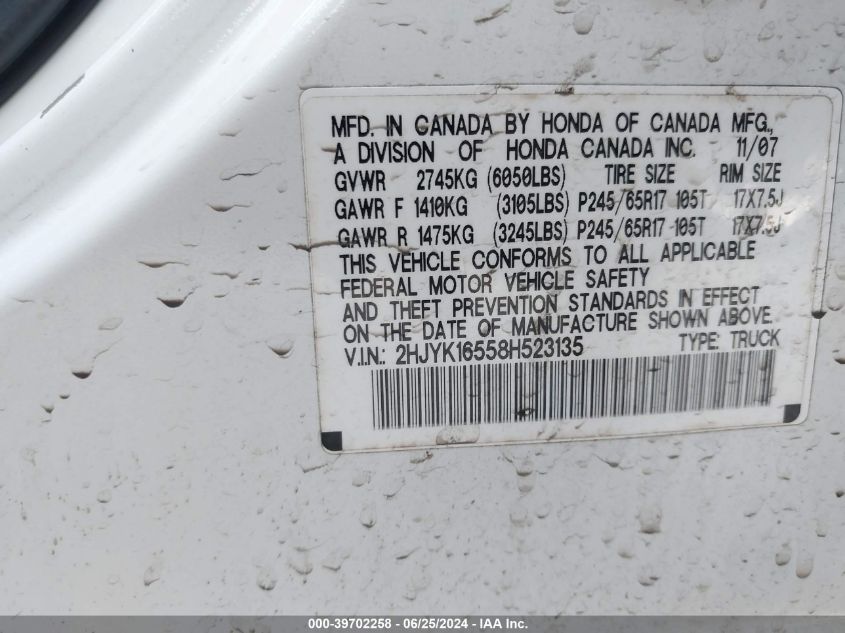 MFD. IN CANADA BY HONDA OF CANADA MFG.,
A DIVISION OF HONDA CANADA INC. 11/07
GVWR 2745KG (6050LBS) TIRE SIZE RIM SIZE
GAWR F 1410KG (3105LBS) P245/65R17 105T 17X7.5J
GAWR R 1475KG (3245LBS) P245/65R17 105T 17X7.5J
THIS VEHICLE CONFORMS TO ALL APPLICABLE
FEDERAL MOTOR VEHICLE SAFETY
AND THEFT PREVENTION STANDARDS IN EFFECT
ON THE DATE OF MANUFACTURE SHOWN ABOVE.
V.I.N.: 2HJYK16558H523135 TYPE: TRUCK
000-39702258 - 06/25/2024 - IAA Inc.